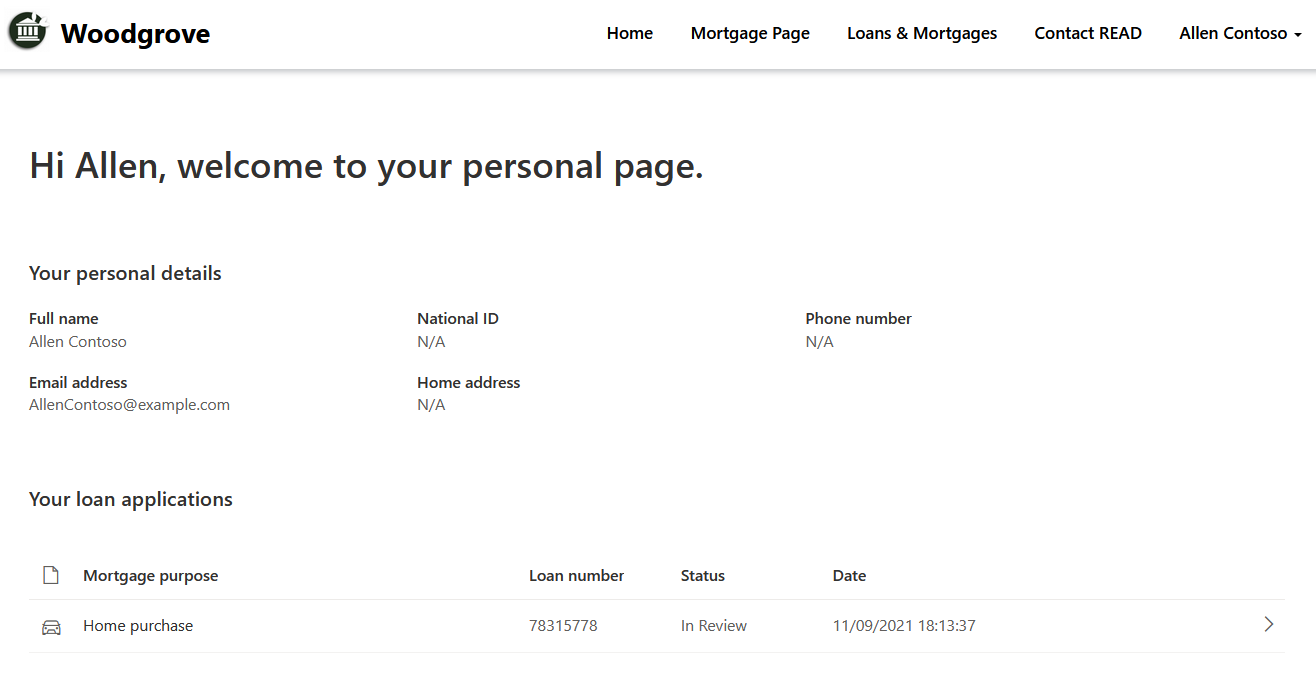 Woodgrove Home Mortgage Page Loans & Mortgages Contact READ Allen Contoso
Hi Allen, welcome to your personal page.
Your personal details
Full name National ID Phone number
Allen Contoso N/A N/A
Email address Home address
AllenContoso@example.com N/A
Your loan applications
Mortgage purpose Loan number Status Date
Home purchase 78315778 In Review 11/09/2021 18:13:37